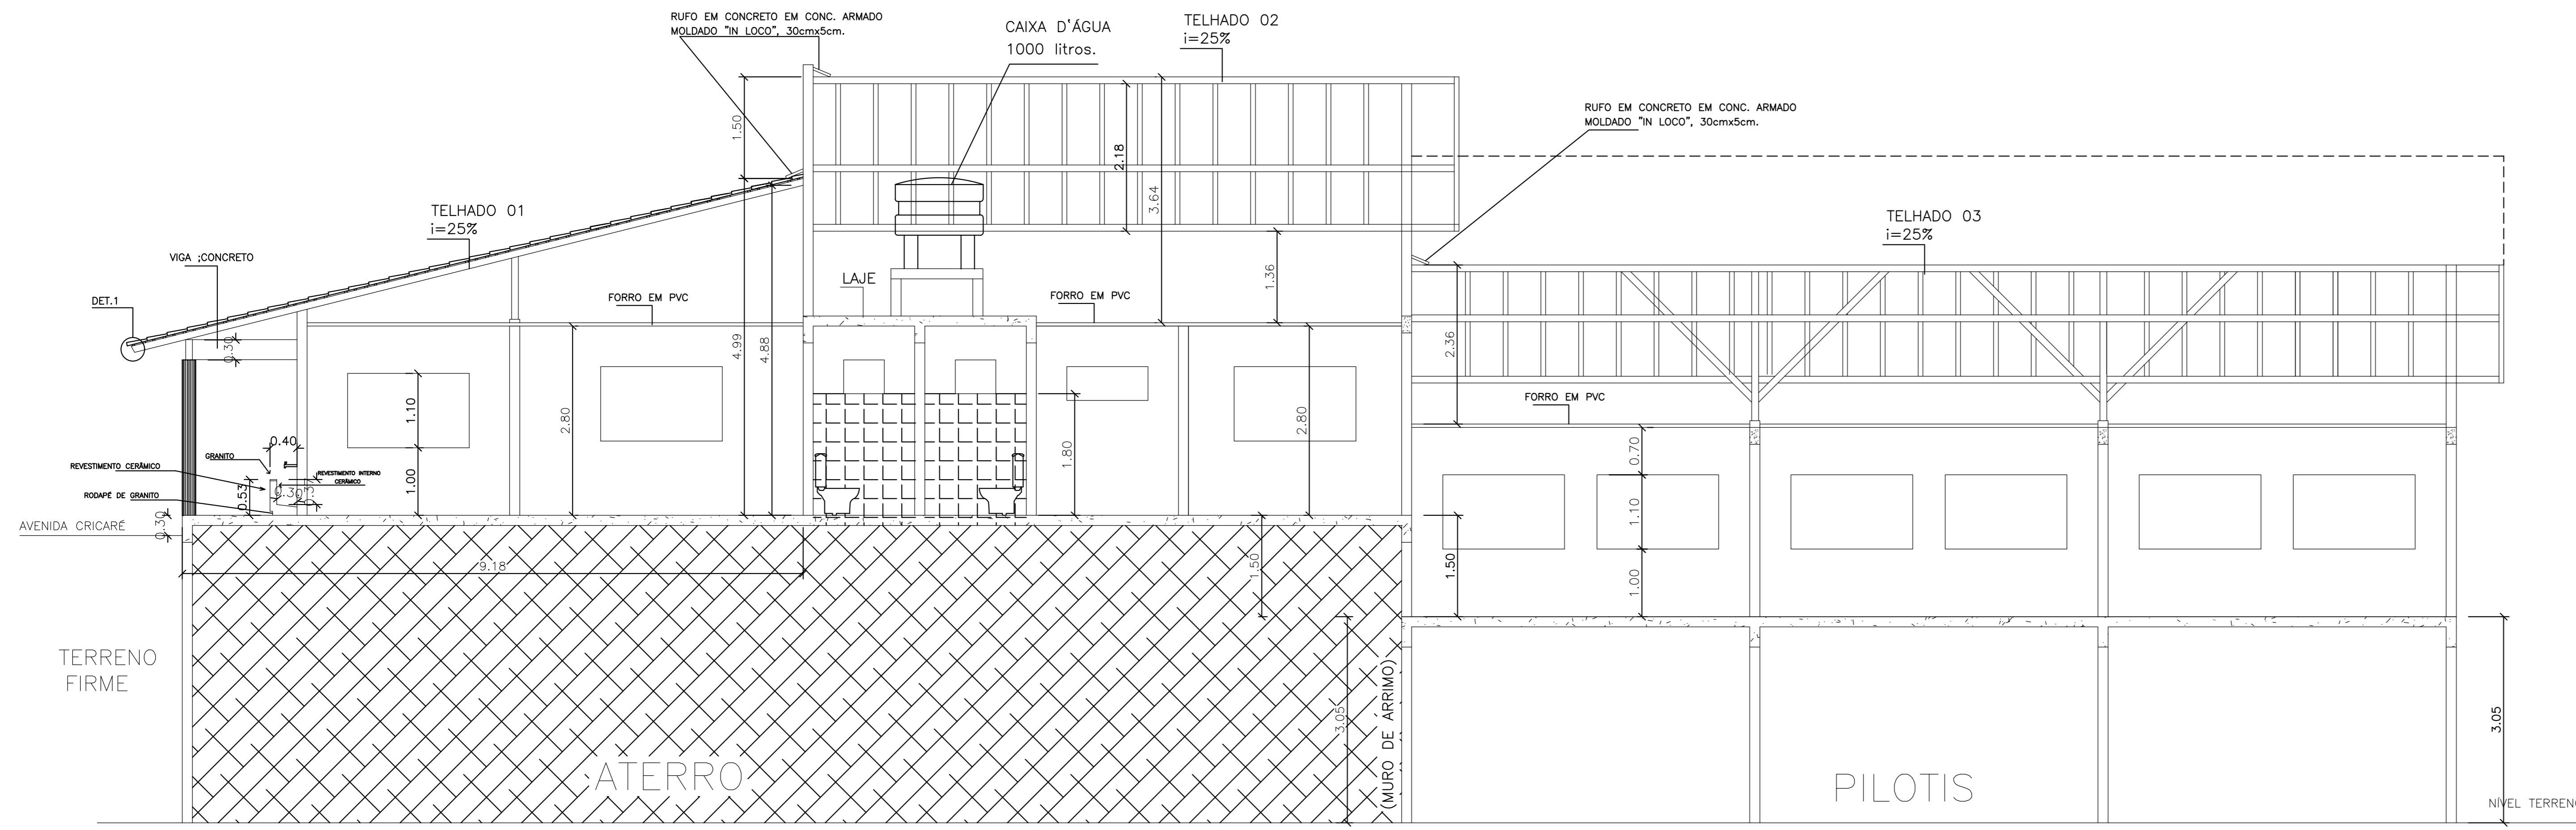 RUFO EM CONCRETO EM CONC. ARMADO
MOLDADO "IN LOCO", 30cmx5cm.
CAIXA D'ÁGUA
1000 litros.
TELHADO 02
i=25%
RUFO EM CONCRETO EM CONC. ARMADO
MOLDADO "IN LOCO", 30cmx5cm.
1.50
2.18
3.64
TELHADO 01
i=25%
TELHADO 03
i=25%
VIGA ;CONCRETO
DET.1
LAJE
FORRO EM PVC
FORRO EM PVC
1.36
0.30
4.99
4.88
2.36
2.80
2.80
1.10
1.80
FORRO EM PVC
0.40
GRANITO
REVESTIMENTO CERÂMICO
REVESTIMENTO INTERNO
CERÂMICO
RODAPÉ DE GRANITO
0.53
0.30
1.00
0.70
1.10
1.00
AVENIDA CRICARÉ
0.30
9.18
1.50
1.50
TERRENO
FIRME
ATERRO
3.05
(MURO DE ARRIMO)
PILOTIS
3.05
NÍVEL TERRENO